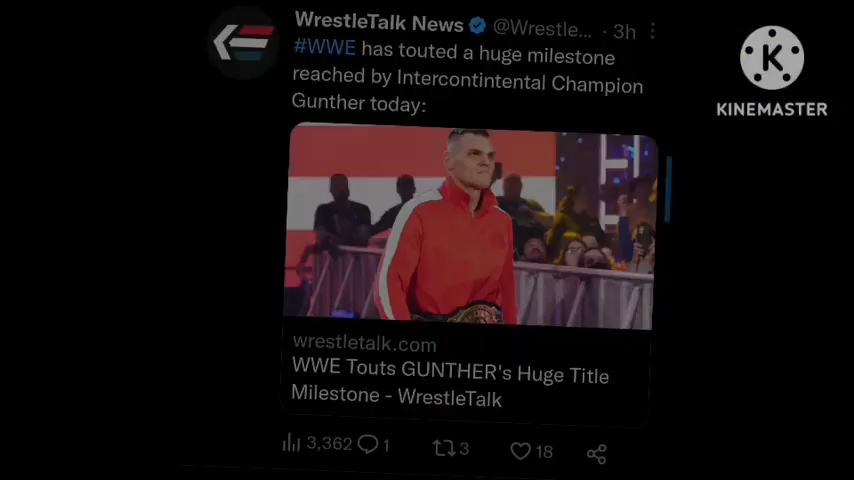 WrestleTalk News @Wrestle... · 3h
#WWE has touted a huge milestone
reached by Intercontintental Champion
Gunther today:
wrestletalk.com
WWE Touts GUNTHER's Huge Title
Milestone - WrestleTalk
3,362 1 3 18
K
KINEMASTER